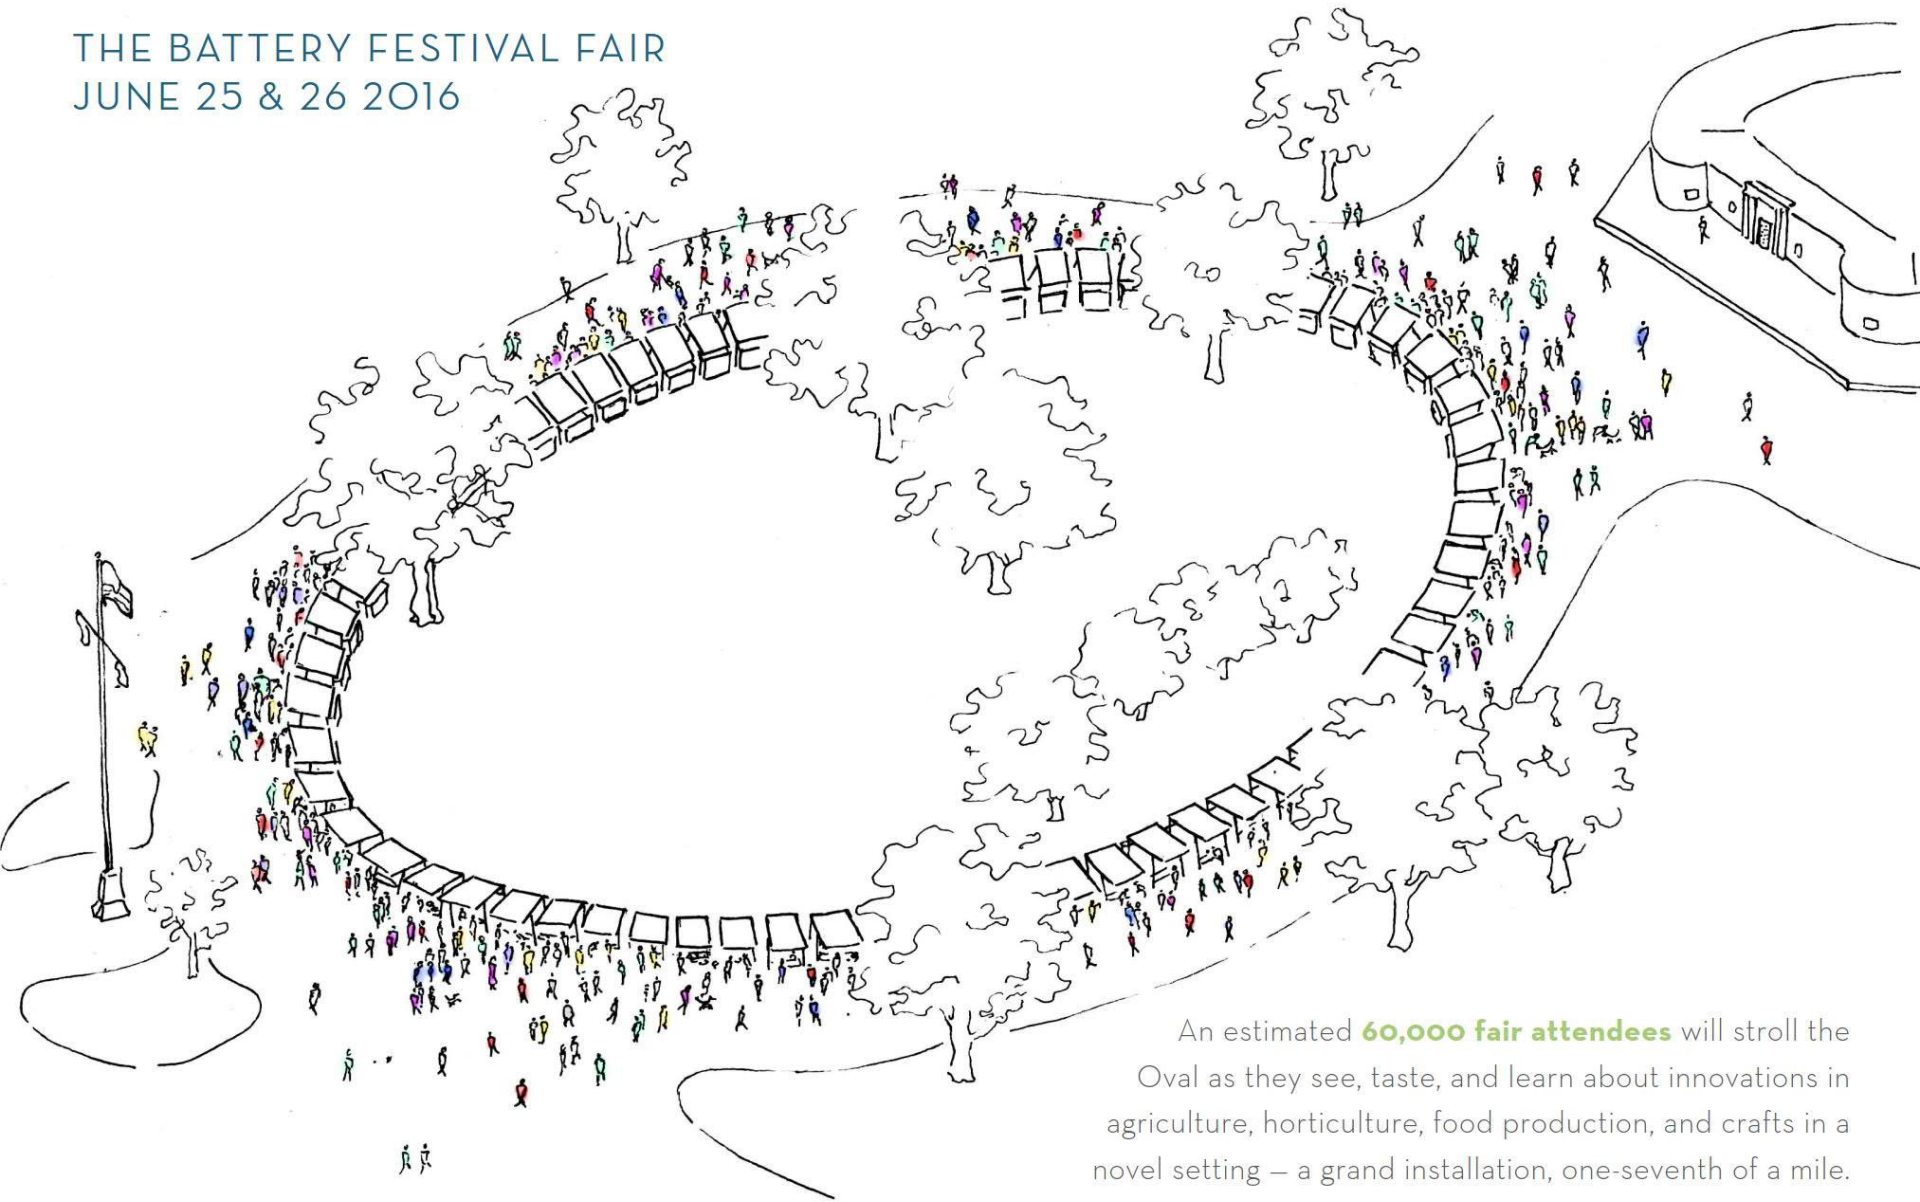 THE BATTERY FESTIVAL FAIR
JUNE 25 & 26 2016
An estimated 60,000 fair attendees will stroll the
Oval as they see, taste, and learn about innovations in
agriculture, horticulture, food production, and crafts in a
novel setting – a grand installation, one-seventh of a mile.